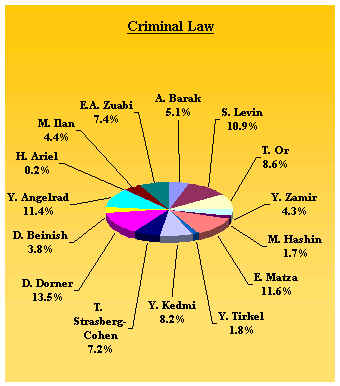 Criminal Law
A. Barak
5.1%
S. Levin
10.9%
T. Or
8.6%
Y. Zamir
4.3%
M. Hashin
1.7%
E. Matza
11.6%
Y. Tirkel
1.8%
Y. Kedmi
8.2%
T.
Strasberg-
Cohen
7.2%
D. Dorner
13.5%
D. Beinish
3.8%
Y. Angelrad
11.4%
H. Ariel
0.2%
M. Ilan
4.4%
E.A. Zuabi
7.4%